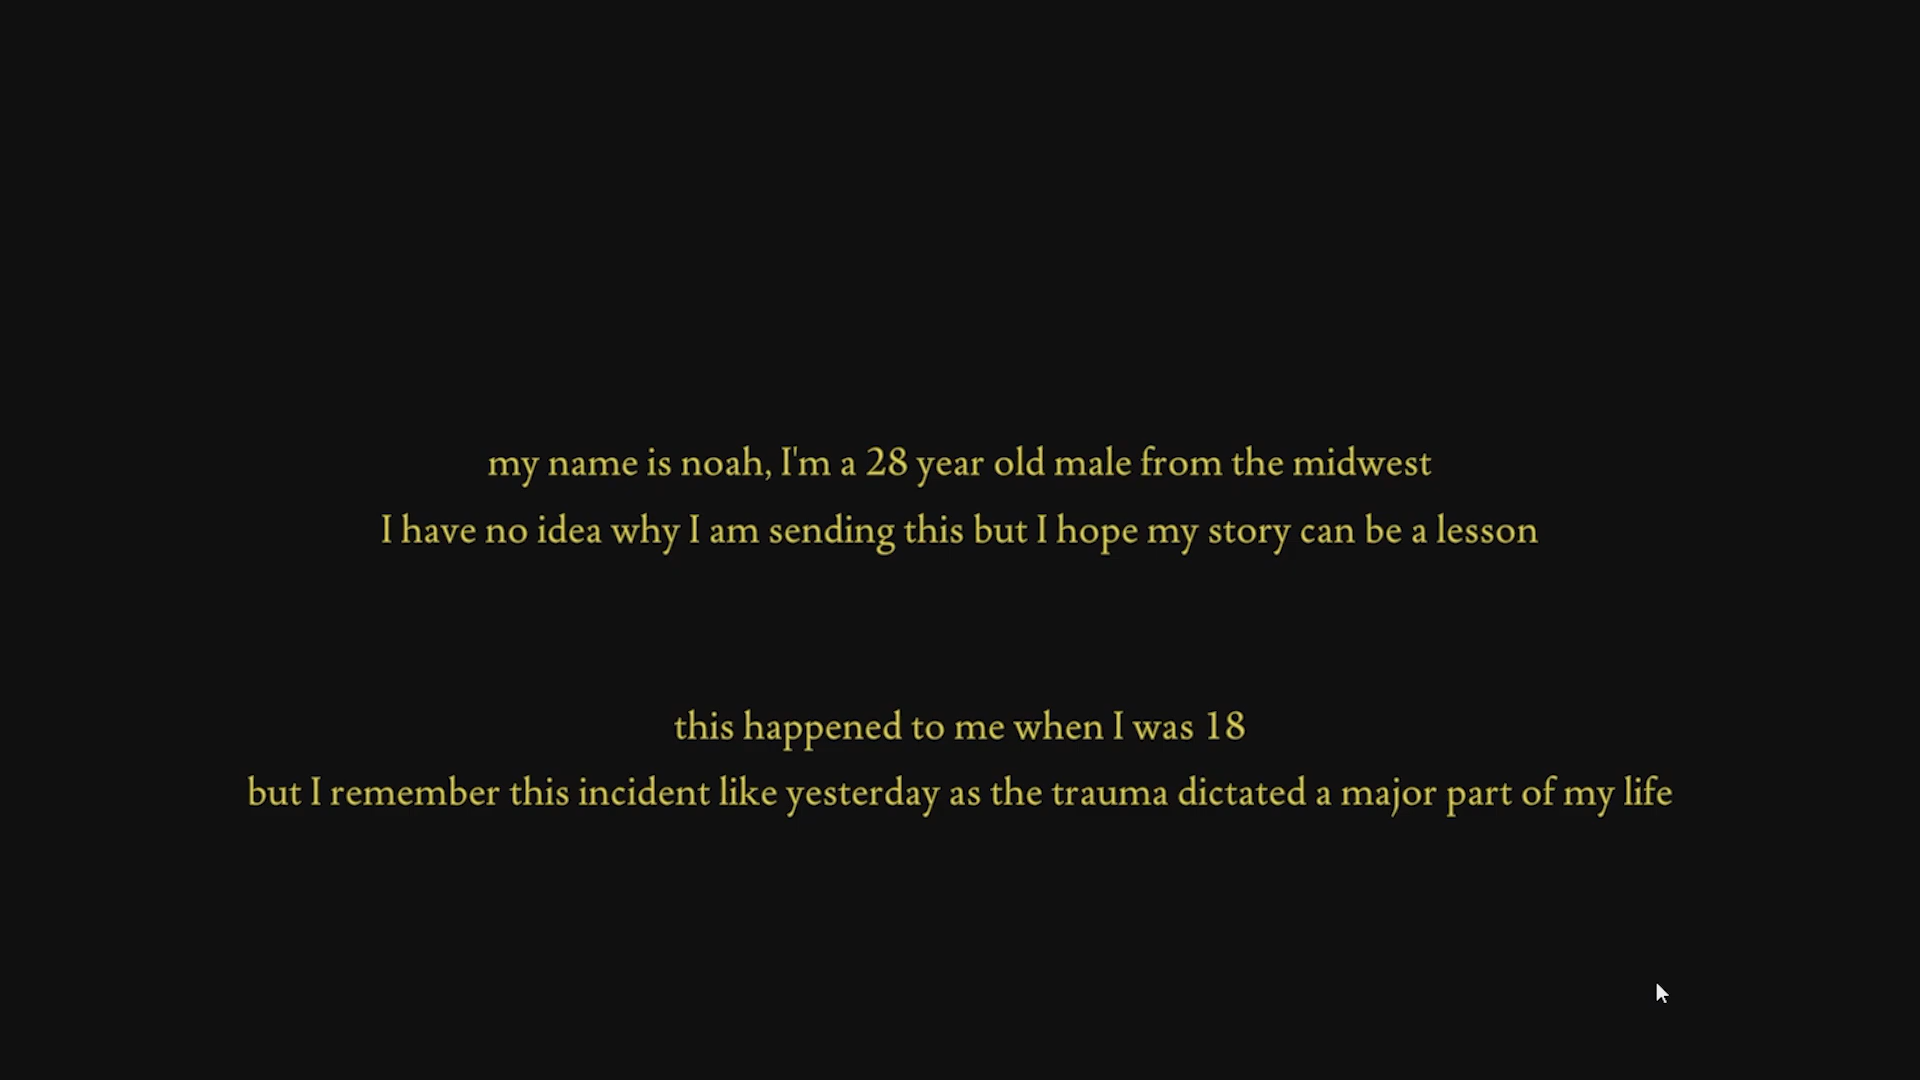 my name is noah, I'm a 28 year old male from the midwest
I have no idea why I am sending this but I hope my story can be a lesson
this happened to me when I was 18
but I remember this incident like yesterday as the trauma dictated a major part of my life